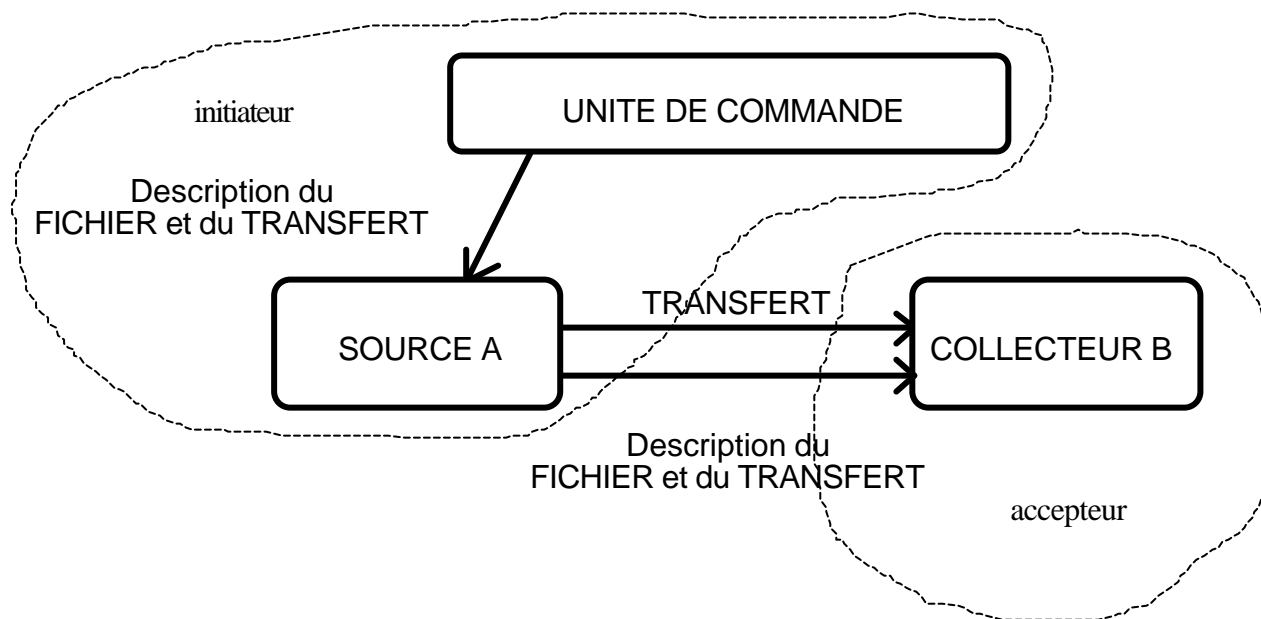 UNITE DE COMMANDE
initiateur
Description du
FICHIER et du TRANSFERT
TRANSFERT
SOURCE A
COLLECTEUR B
Description du
FICHIER et du TRANSFERT
accepteur